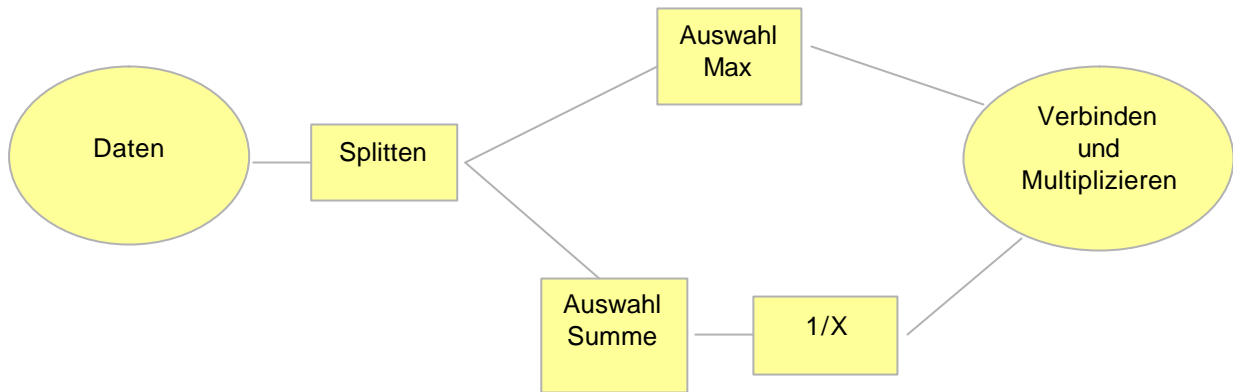 Daten
Splitten
Auswahl
Max
Auswahl
Summe
1/X
Verbinden
und
Multiplizieren